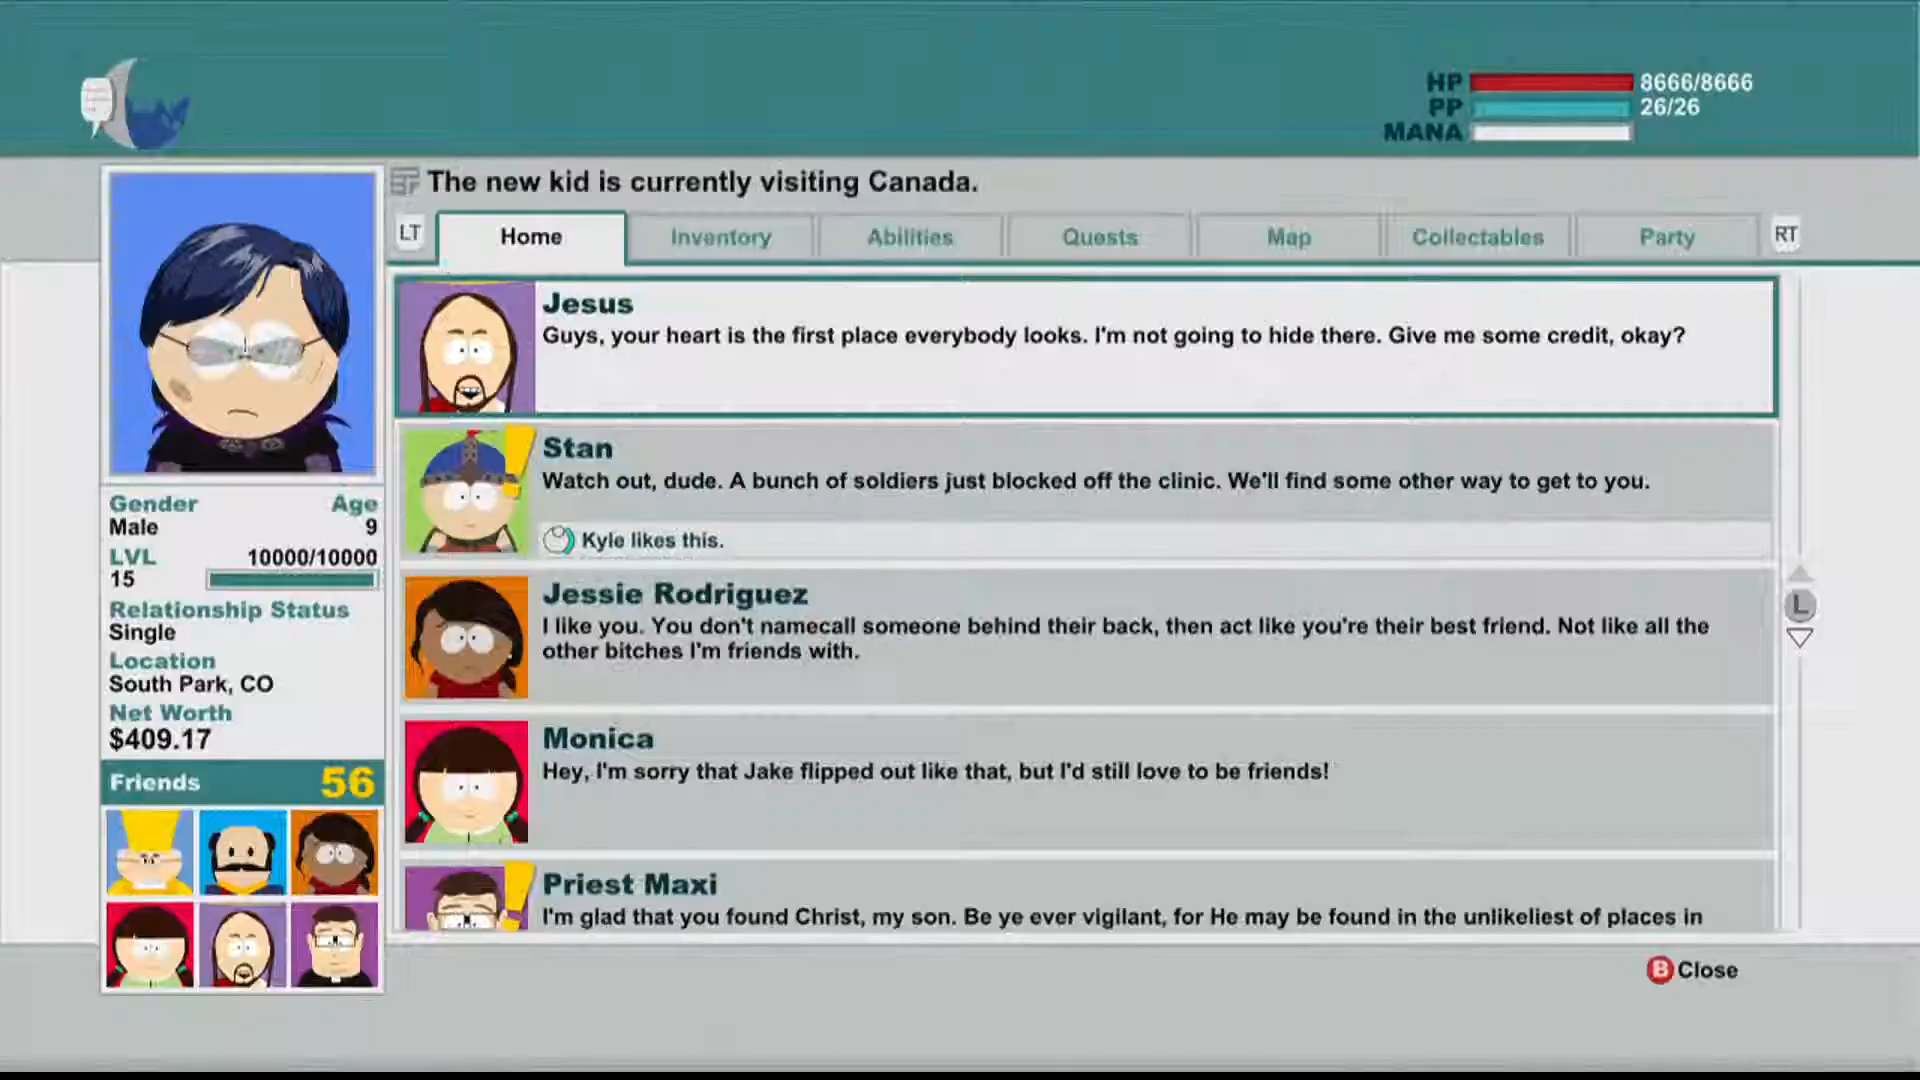 HP 8666/8666
PP 26/26
MANA
The new kid is currently visiting Canada.
LT Home Inventory Abilities Quests Map Collectables Party RT
Gender Age
Male 9
LVL 10000/10000
15
Relationship Status
Single
Location
South Park, CO
Net Worth
$409.17
Friends 56
Jesus
Guys, your heart is the first place everybody looks. I'm not going to hide there. Give me some credit, okay?
Stan
Watch out, dude. A bunch of soldiers just blocked off the clinic. We'll find some other way to get to you.
Kyle likes this.
Jessie Rodriguez
I like you. You don't namecall someone behind their back, then act like you're their best friend. Not like all the
other bitches I'm friends with.
L
Monica
Hey, I'm sorry that Jake flipped out like that, but I'd still love to be friends!
Priest Maxi
I'm glad that you found Christ, my son. Be ye ever vigilant, for He may be found in the unlikeliest of places in
B Close